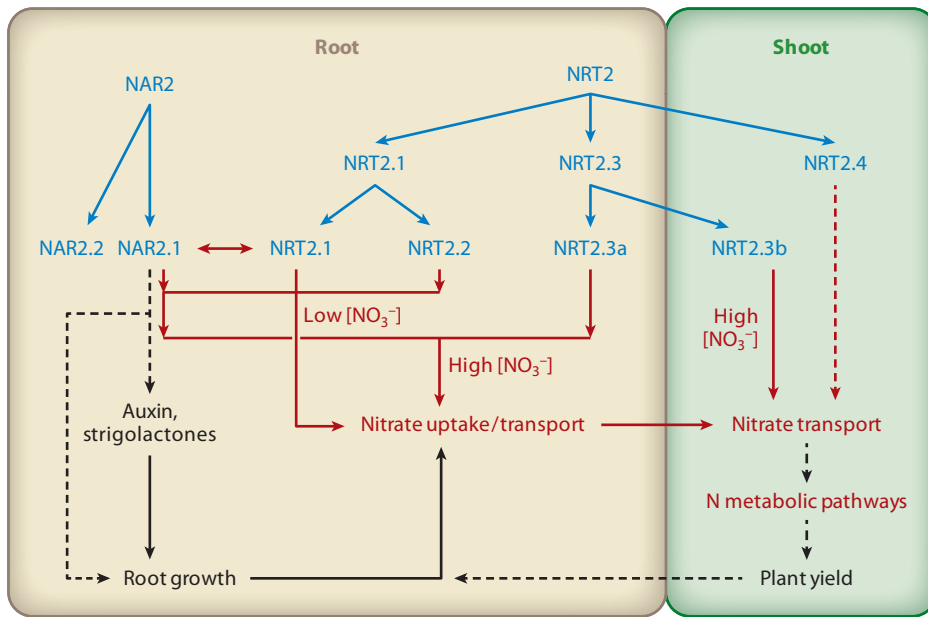 Root
Shoot
NAR2
NRT2
NRT2.1
NRT2.3
NRT2.4
NAR2.2
NAR2.1
NRT2.1
NRT2.2
NRT2.3a
NRT2.3b
Low [NO₃⁻]
High
[NO₃⁻]
High [NO₃⁻]
Auxin,
strigolactones
Nitrate uptake/transport
Nitrate transport
N metabolic pathways
Root growth
Plant yield